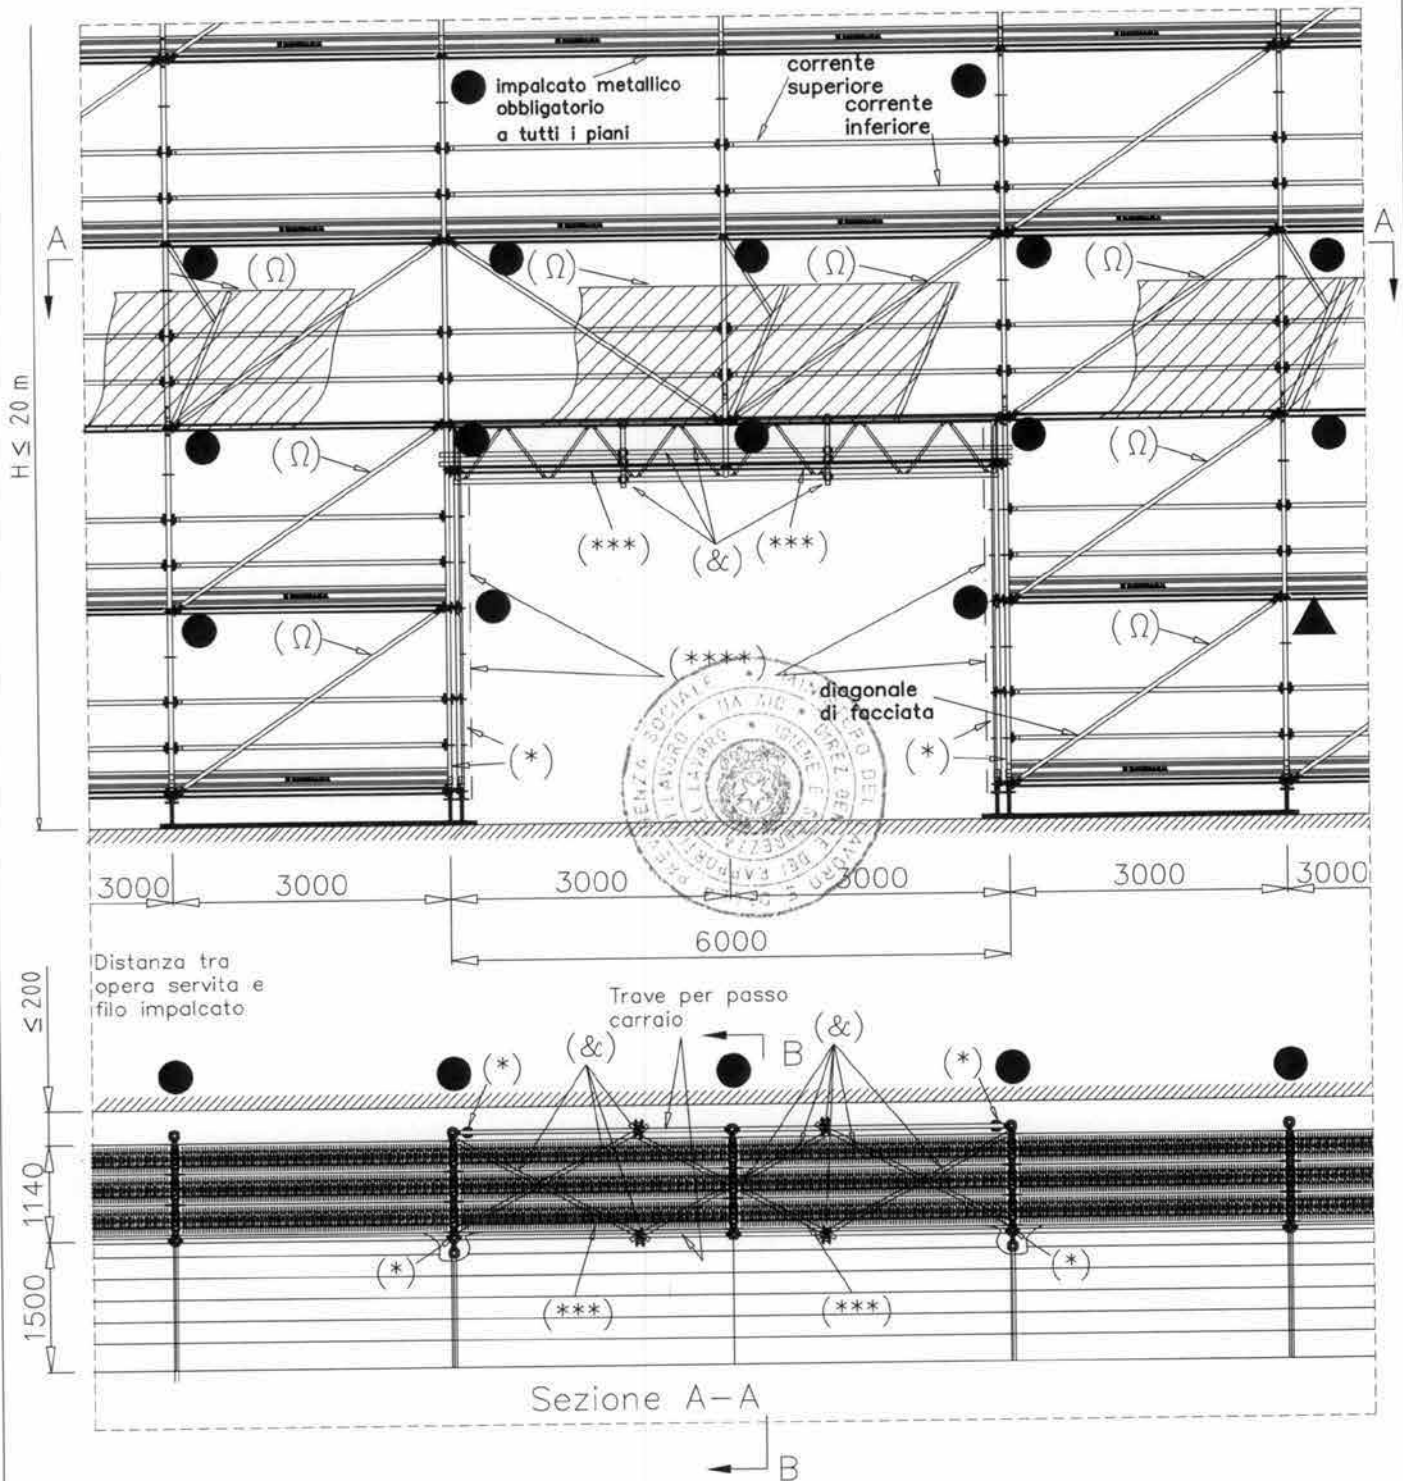 impalcato metallico
obbligatorio
a tutti i piani
corrente
superiore
corrente
inferiore
A
A
(Ω)
(Ω)
(Ω)
(Ω)
H ≤ 20 m
(Ω)
(Ω)
(***)
(&)
(***)
(Ω)
(Ω)
(****)
diagonale
di facciata
(*)
(*)
3000
3000
3000
3000
3000
3000
6000
Distanza tra
opera servita e
filo impalcato
≤ 200
Trave per passo
carraio
B
(*)
(&)
(&)
(*)
1140
1500
(*)
(***)
(***)
(*)
Sezione A-A
B